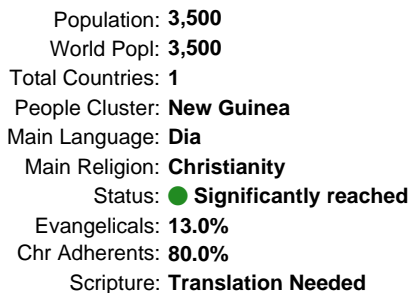 Population: 3,500
World Popl: 3,500
Total Countries: 1
People Cluster: New Guinea
Main Language: Dia
Main Religion: Christianity
Status: Significantly reached
Evangelicals: 13.0%
Chr Adherents: 80.0%
Scripture: Translation Needed